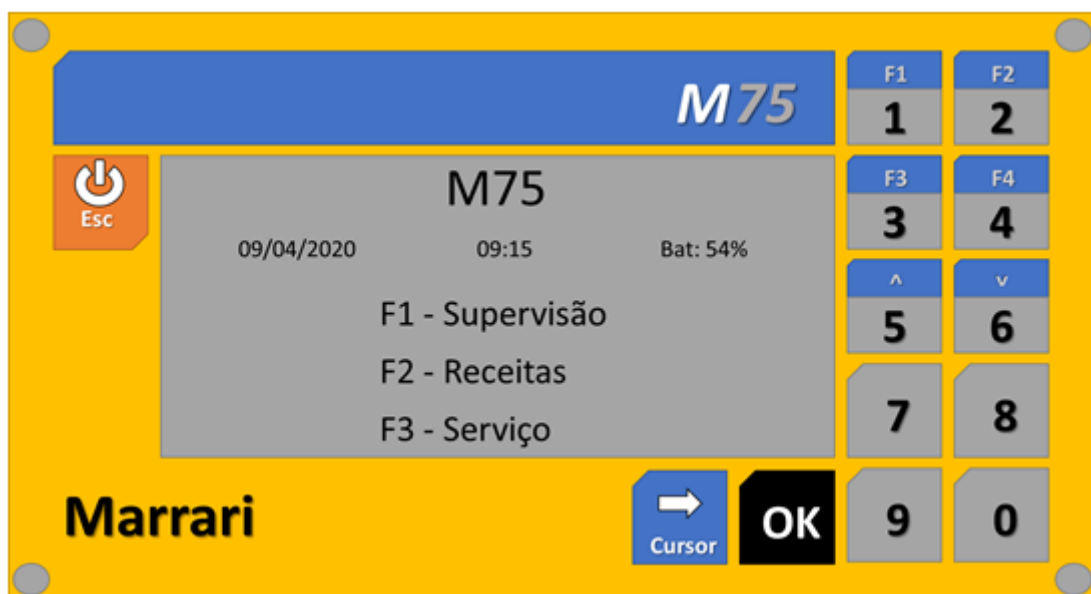 M75
F1
1
F2
2
Esc
M75
09/04/2020 09:15 Bat: 54%
F1 - Supervisão
F2 - Receitas
F3 - Serviço
F3
3
F4
4
^
5
v
6
7
8
Marrari
Cursor
OK
9
0